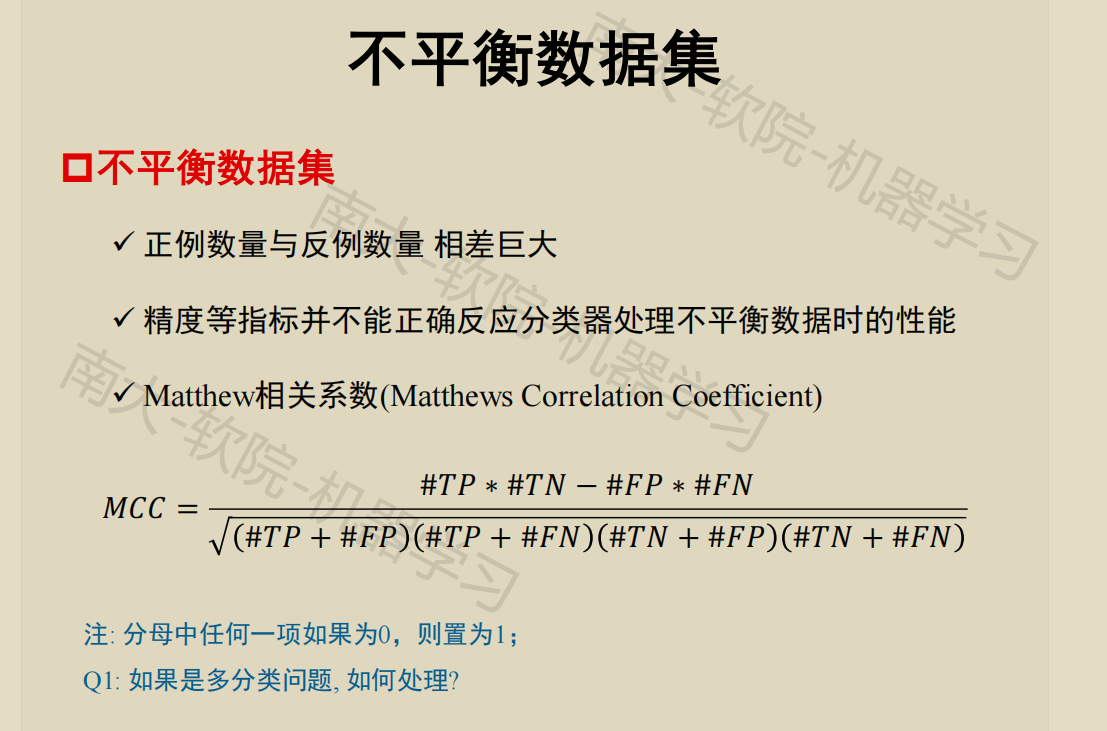 不平衡数据集
不平衡数据集
✓ 正例数量与反例数量 相差巨大
✓ 精度等指标并不能正确反应分类器处理不平衡数据时的性能
✓ Matthew相关系数(Matthews Correlation Coefficient)
MCC = #TP ∗ #TN − #FP ∗ #FN
√(#TP + #FP)(#TP + #FN)(#TN + #FP)(#TN + #FN)
注: 分母中任何一项如果为0，则置为1；
Q1: 如果是多分类问题, 如何处理?
南大-软院-机器学习
南大-软院-机器学习
南大-软院-机器学习